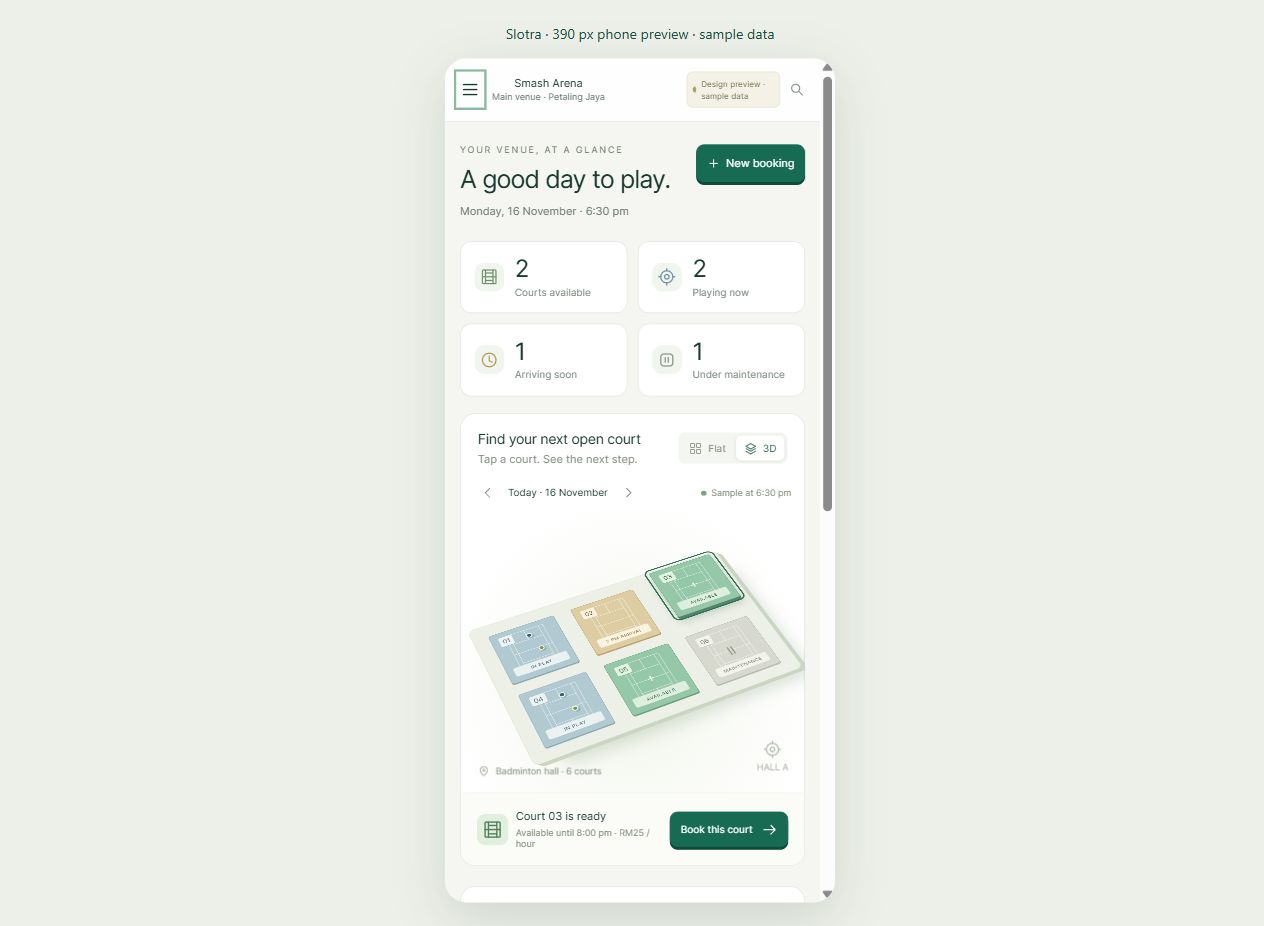 Slotra · 390 px phone preview · sample data
Smash Arena
Main venue · Petaling Jaya
Design preview ·
sample data
YOUR VENUE, AT A GLANCE
A good day to play.
New booking
Monday, 16 November · 6:30 pm
2
Courts available
2
Playing now
1
Arriving soon
1
Under maintenance
Find your next open court
Tap a court. See the next step.
Flat
3D
Today · 16 November
Sample at 6:30 pm
03
AVAILABLE
02
ARRIVAL
01
IN PLAY
06
MAINTENANCE
05
AVAILABLE
04
IN PLAY
HALL A
Badminton hall · 6 courts
Court 03 is ready
Available until 8:00 pm · RM25 /
hour
Book this court